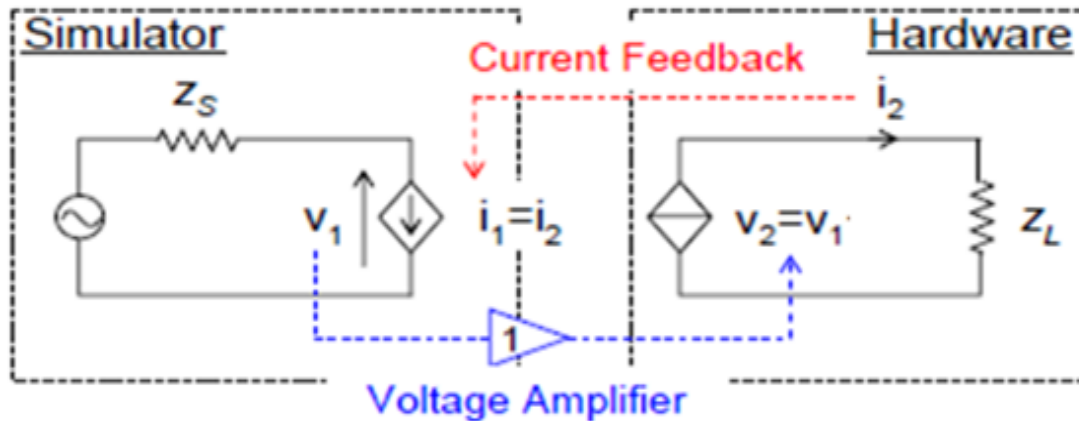 Simulator
Hardware
Current Feedback
z_S
i_2
v_1
i_1=i_2
v_2=v_1
z_L
1
Voltage Amplifier